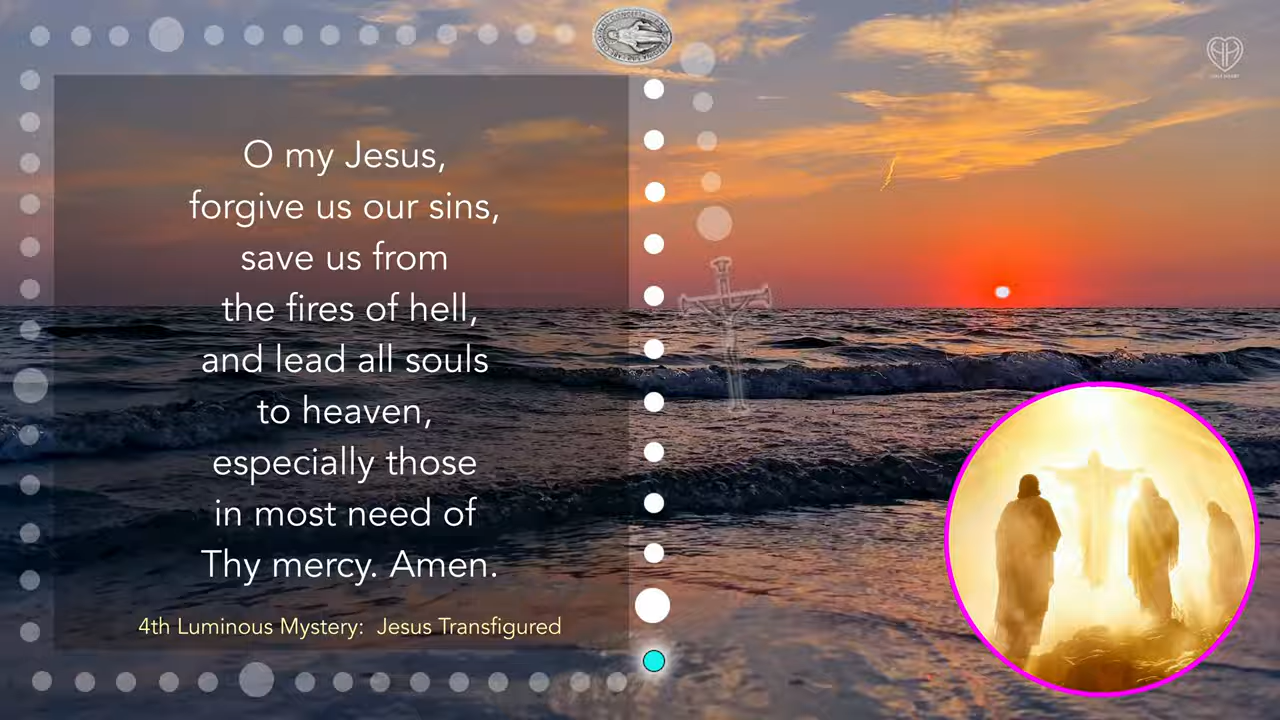 O my Jesus,
forgive us our sins,
save us from
the fires of hell,
and lead all souls
to heaven,
especially those
in most need of
Thy mercy. Amen.
4th Luminous Mystery:  Jesus Transfigured